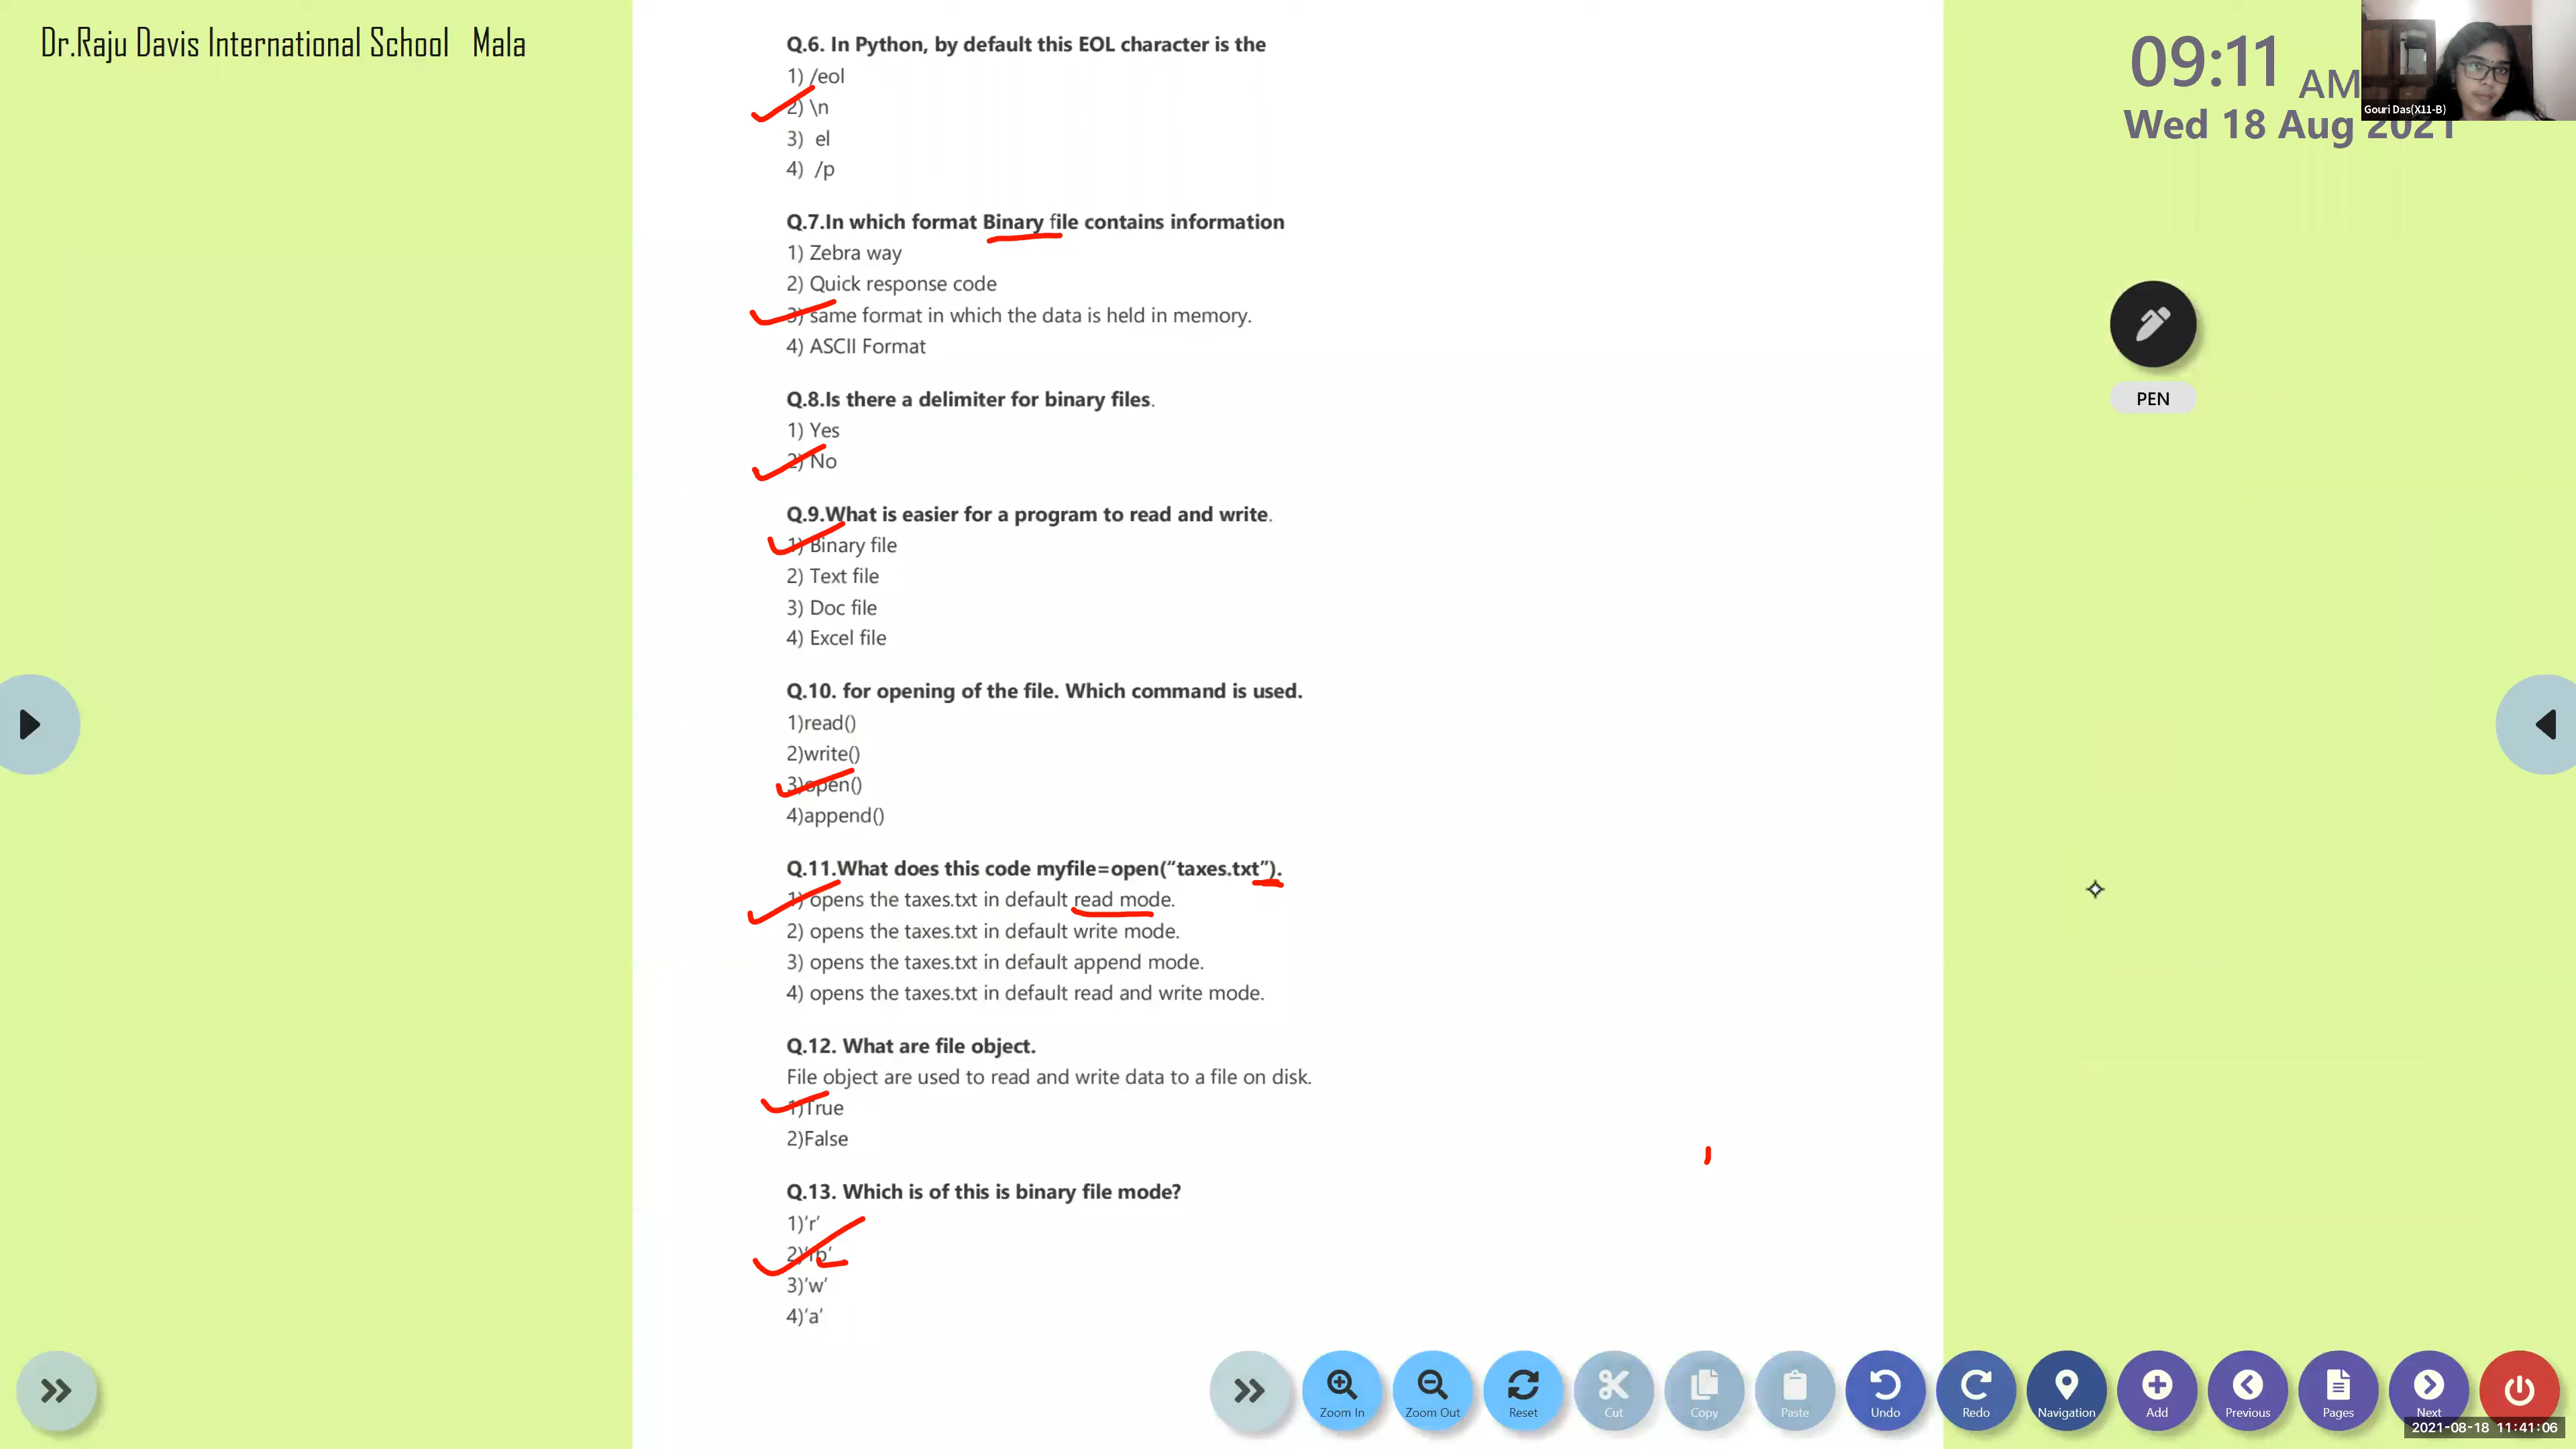 Dr.Raju Davis International School Mala
Q.6. In Python, by default this EOL character is the
1) /eol
2) \n
3) el
4) /p
Q.7.In which format Binary file contains information
1) Zebra way
2) Quick response code
3) same format in which the data is held in memory.
4) ASCII Format
Q.8.Is there a delimiter for binary files.
1) Yes
2) No
Q.9.What is easier for a program to read and write.
1) Binary file
2) Text file
3) Doc file
4) Excel file
Q.10. for opening of the file. Which command is used.
1)read()
2)write()
3)open()
4)append()
Q.11.What does this code myfile=open(“taxes.txt”).
1) opens the taxes.txt in default read mode.
2) opens the taxes.txt in default write mode.
3) opens the taxes.txt in default append mode.
4) opens the taxes.txt in default read and write mode.
Q.12. What are file object.
File object are used to read and write data to a file on disk.
1)True
2)False
Q.13. Which is of this is binary file mode?
1)’r’
2)’rb’
3)’w’
4)’a’
09:11 AM
Wed 18 Aug 2021
Gouri Das(X11-B)
PEN
Zoom In
Zoom Out
Reset
Cut
Copy
Paste
Undo
Redo
Navigation
Add
Previous
Pages
Next
2021-08-18 11:41:06